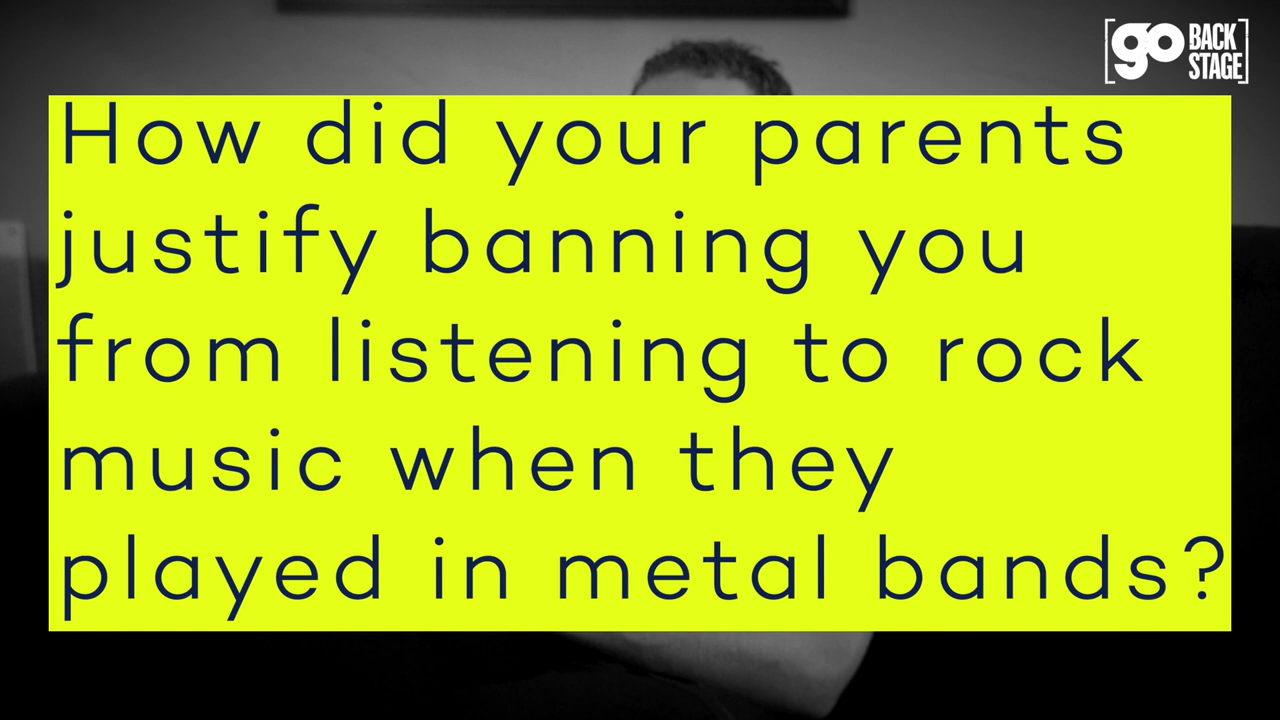 go BACK
STAGE
How did your parents
justify banning you
from listening to rock
music when they
played in metal bands?